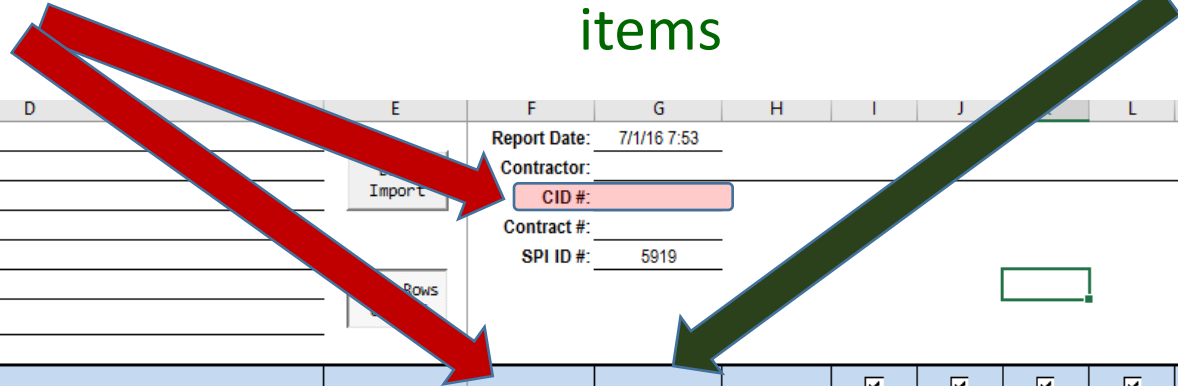 items
D E F G H I J L
Report Date: 7/1/16 7:53
Contractor:
Import
CID #:
Contract #:
SPI ID #: 5919
Rows